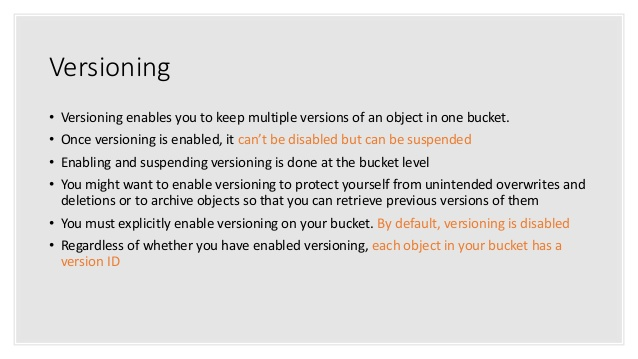 Versioning
• Versioning enables you to keep multiple versions of an object in one bucket.
• Once versioning is enabled, it can’t be disabled but can be suspended
• Enabling and suspending versioning is done at the bucket level
• You might want to enable versioning to protect yourself from unintended overwrites and
deletions or to archive objects so that you can retrieve previous versions of them
• You must explicitly enable versioning on your bucket. By default, versioning is disabled
• Regardless of whether you have enabled versioning, each object in your bucket has a
version ID